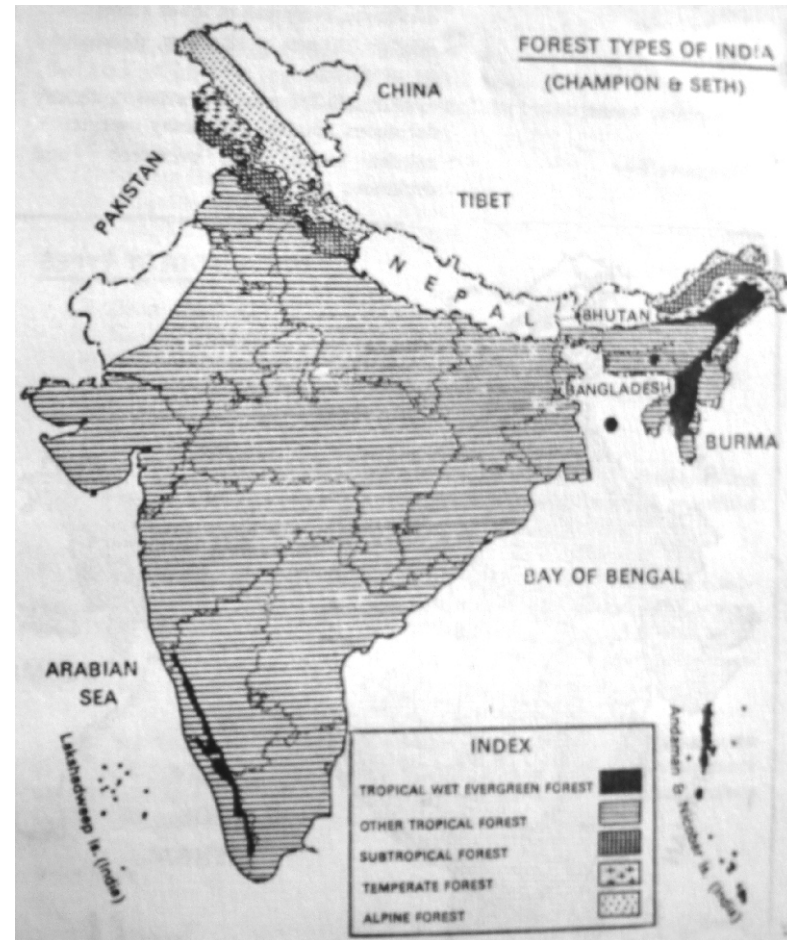 FOREST TYPES OF INDIA
(CHAMPION & SETH)
CHINA
PAKISTAN
TIBET
NEPAL
BHUTAN
BANGLADESH
BURMA
BAY OF BENGAL
ARABIAN
SEA
Lakshadweep Is. (India)
Andaman & Nicobar Is. (India)
INDEX
TROPICAL WET EVERGREEN FOREST
OTHER TROPICAL FOREST
SUBTROPICAL FOREST
TEMPERATE FOREST
ALPINE FOREST